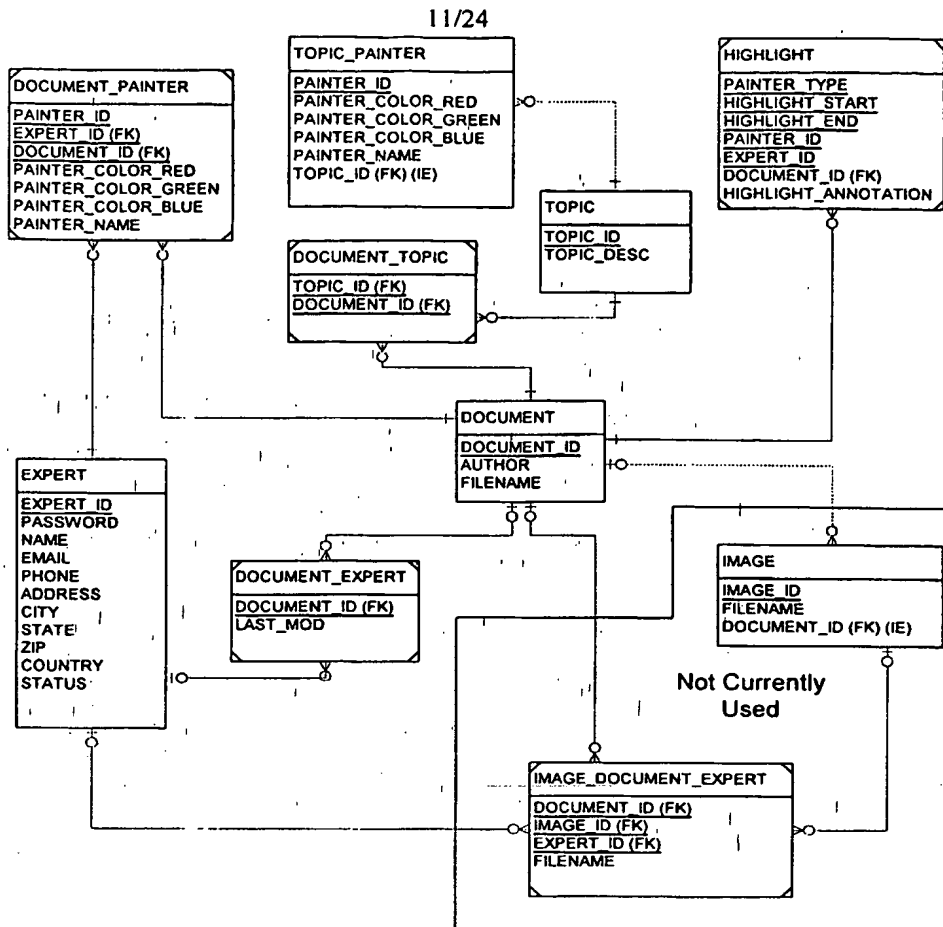 11/24
DOCUMENT_PAINTER
PAINTER_ID
EXPERT_ID (FK)
DOCUMENT_ID (FK)
PAINTER_COLOR_RED
PAINTER_COLOR_GREEN
PAINTER_COLOR_BLUE
PAINTER_NAME
TOPIC_PAINTER
PAINTER_ID
PAINTER_COLOR_RED
PAINTER_COLOR_GREEN
PAINTER_COLOR_BLUE
PAINTER_NAME
TOPIC_ID (FK) (IE)
HIGHLIGHT
PAINTER_TYPE
HIGHLIGHT_START
HIGHLIGHT_END
PAINTER_ID
EXPERT_ID
DOCUMENT_ID (FK)
HIGHLIGHT_ANNOTATION
TOPIC
TOPIC_ID
TOPIC_DESC
DOCUMENT_TOPIC
TOPIC_ID (FK)
DOCUMENT_ID (FK)
DOCUMENT
DOCUMENT_ID
AUTHOR
FILENAME
EXPERT
EXPERT_ID
PASSWORD
NAME
EMAIL
PHONE
ADDRESS
CITY
STATE
ZIP
COUNTRY
STATUS
DOCUMENT_EXPERT
DOCUMENT_ID (FK)
LAST_MOD
IMAGE
IMAGE_ID
FILENAME
DOCUMENT_ID (FK) (IE)
Not Currently
Used
IMAGE_DOCUMENT_EXPERT
DOCUMENT_ID (FK)
IMAGE_ID (FK)
EXPERT_ID (FK)
FILENAME